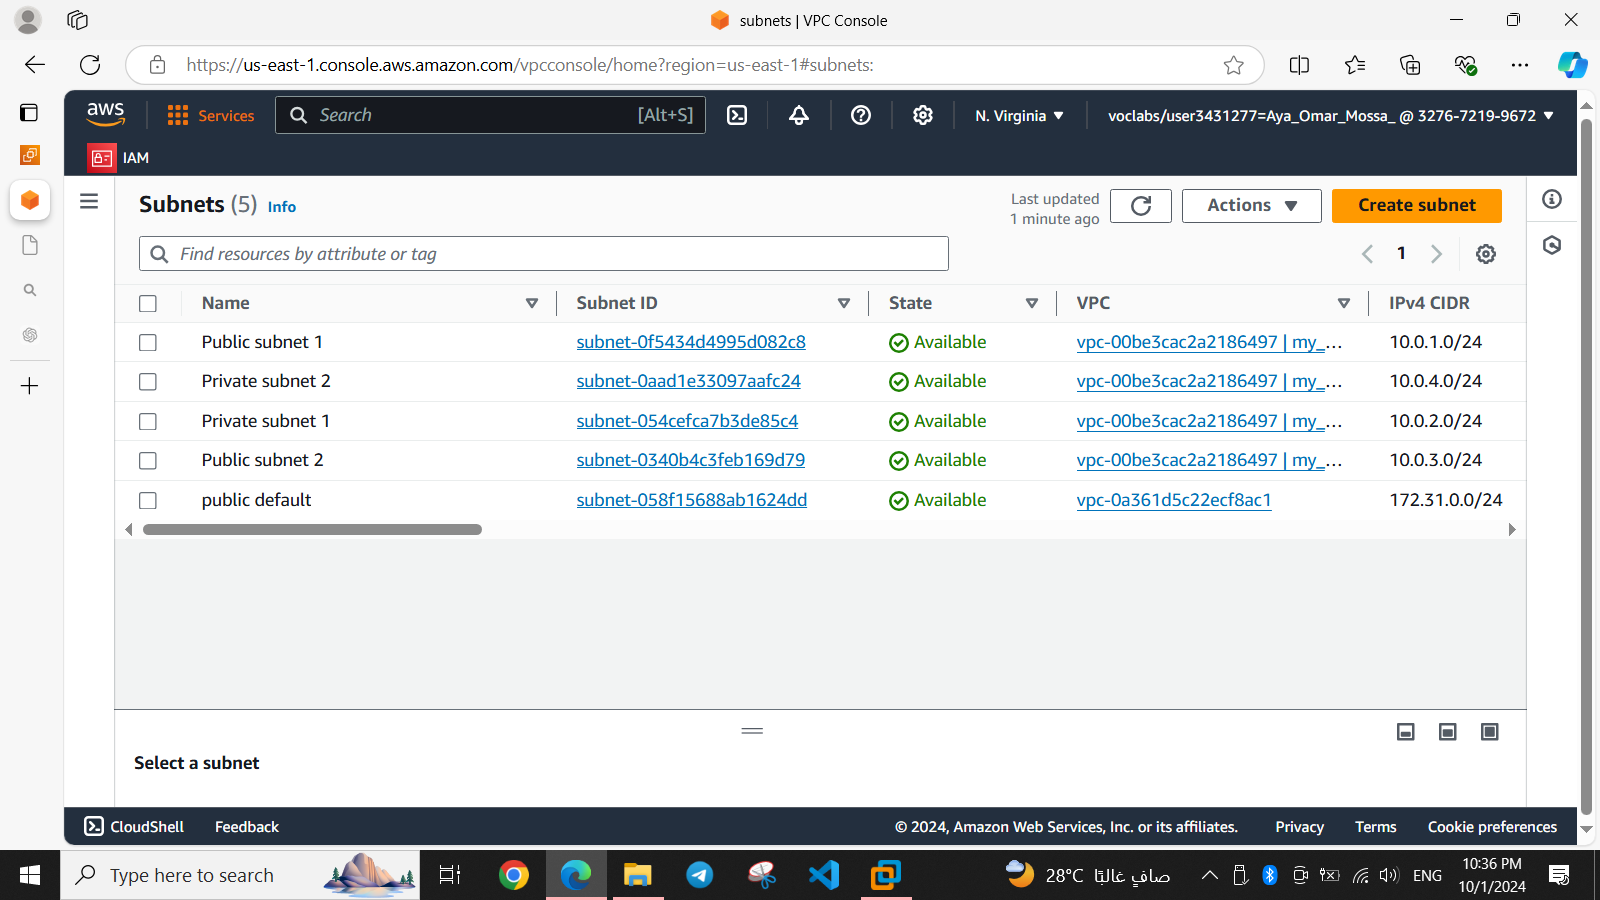 subnets | VPC Console
https://us-east-1.console.aws.amazon.com/vpcconsole/home?region=us-east-1#subnets:
aws
Services
Search [Alt+S]
N. Virginia
voclabs/user3431277=Aya_Omar_Mossa_ @ 3276-7219-9672
IAM
Subnets (5) Info
Last updated
1 minute ago
Actions
Create subnet
Find resources by attribute or tag
1
Name Subnet ID State VPC IPv4 CIDR
Public subnet 1 subnet-0f5434d4995d082c8 Available vpc-00be3cac2a2186497 | my_... 10.0.1.0/24
Private subnet 2 subnet-0aad1e33097aafc24 Available vpc-00be3cac2a2186497 | my_... 10.0.4.0/24
Private subnet 1 subnet-054cefca7b3de85c4 Available vpc-00be3cac2a2186497 | my_... 10.0.2.0/24
Public subnet 2 subnet-0340b4c3feb169d79 Available vpc-00be3cac2a2186497 | my_... 10.0.3.0/24
public default subnet-058f15688ab1624dd Available vpc-0a361d5c22ecf8ac1 172.31.0.0/24
Select a subnet
CloudShell Feedback © 2024, Amazon Web Services, Inc. or its affiliates. Privacy Terms Cookie preferences
Type here to search
28°C صافٍ غالبًا
ENG
10:36 PM
10/1/2024